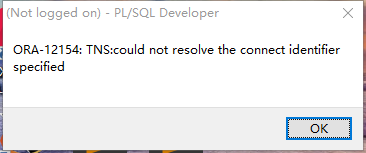 (Not logged on) - PL/SQL Developer
ORA-12154: TNS:could not resolve the connect identifier
specified
OK